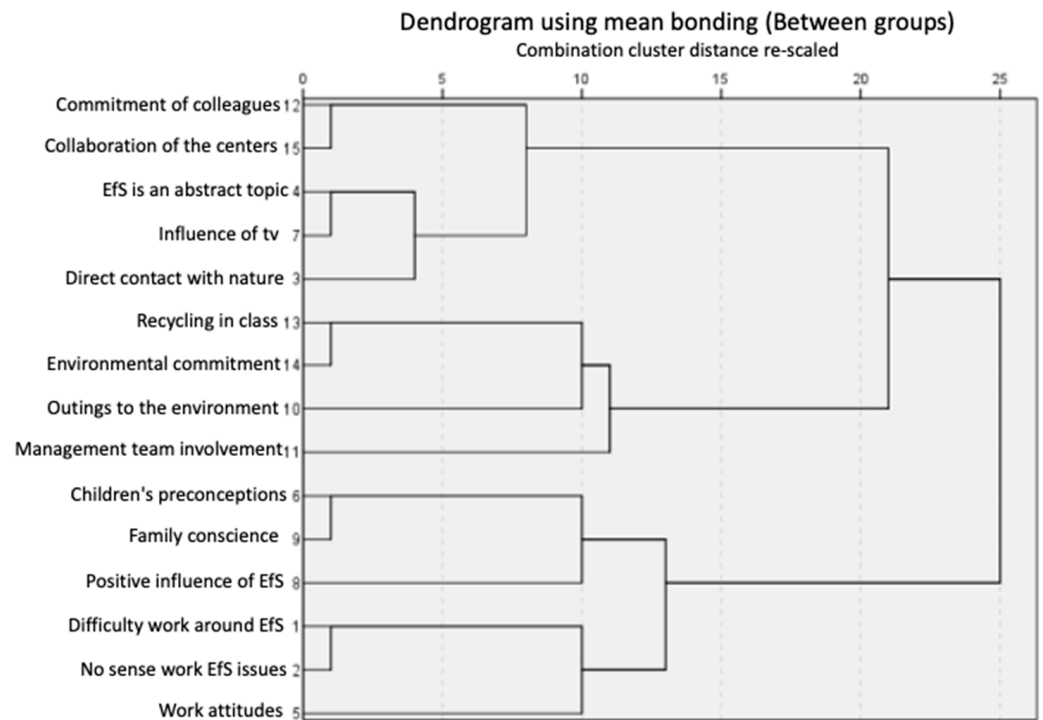 Dendrogram using mean bonding (Between groups)
Combination cluster distance re-scaled
0 5 10 15 20 25
Commitment of colleagues 12
Collaboration of the centers 15
EfS is an abstract topic 4
Influence of tv 7
Direct contact with nature 3
Recycling in class 13
Environmental commitment 14
Outings to the environment 10
Management team involvement 11
Children's preconceptions 6
Family conscience 9
Positive influence of EfS 8
Difficulty work around EfS 1
No sense work EfS issues 2
Work attitudes 5